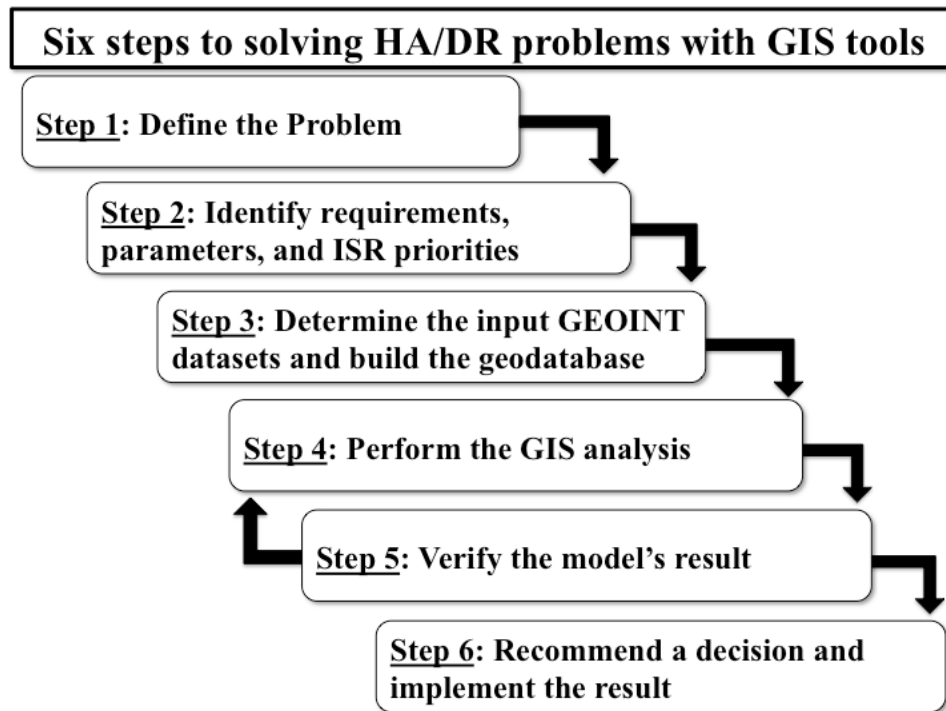 Six steps to solving HA/DR problems with GIS tools
Step 1: Define the Problem
Step 2: Identify requirements,
parameters, and ISR priorities
Step 3: Determine the input GEOINT
datasets and build the geodatabase
Step 4: Perform the GIS analysis
Step 5: Verify the model’s result
Step 6: Recommend a decision and
implement the result